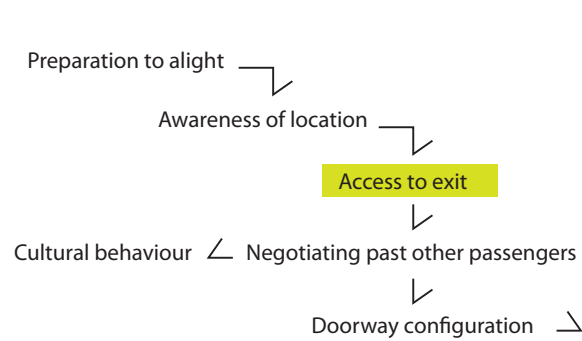 Preparation to alight
Awareness of location
Access to exit
Cultural behaviour
Negotiating past other passengers
Doorway configuration